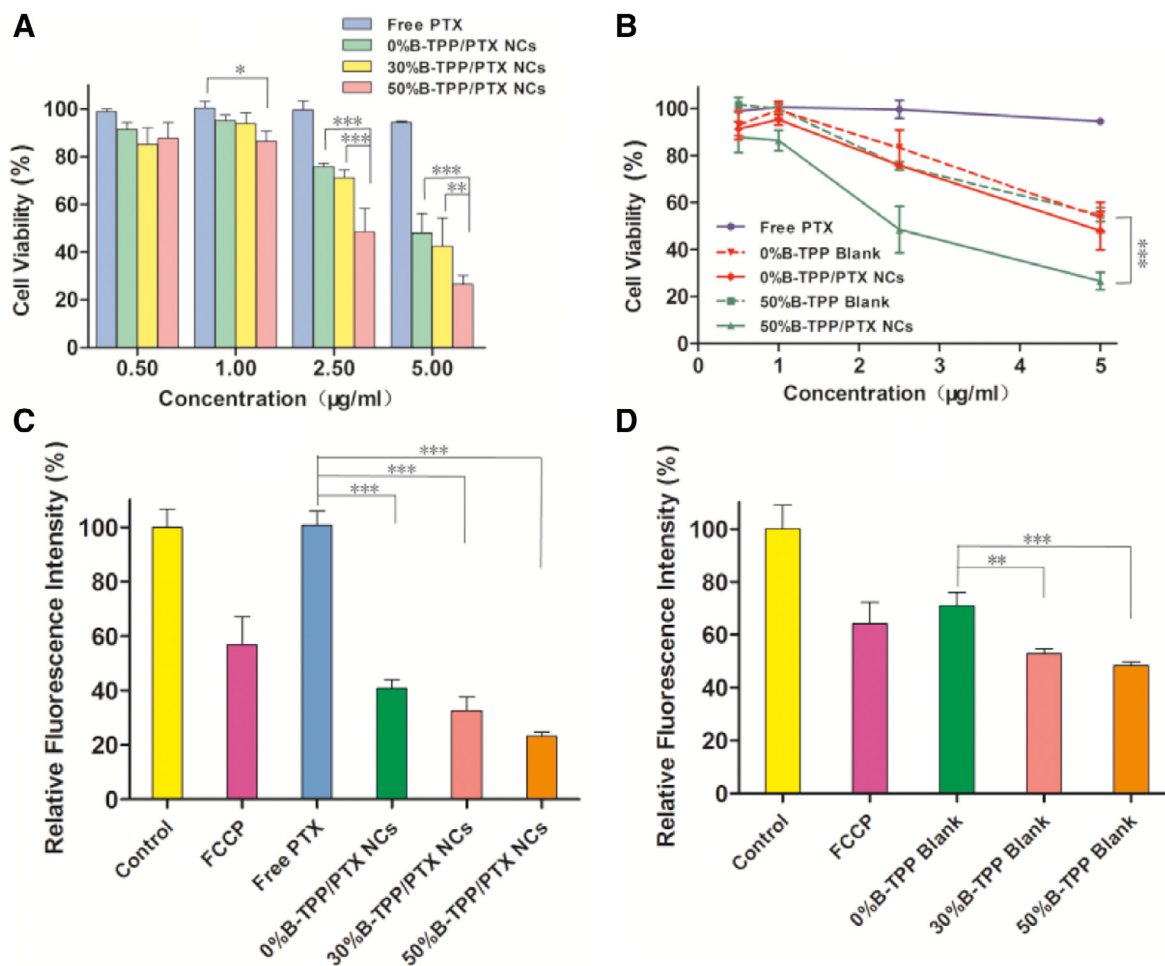 A
Free PTX
0%B-TPP/PTX NCs
30%B-TPP/PTX NCs
50%B-TPP/PTX NCs
Cell Viability (%)
100
80
60
40
20
0
*
***
***
***
**
0.50 1.00 2.50 5.00
Concentration (μg/ml)
B
Cell Viability (%)
100
80
60
40
20
0
Free PTX
0%B-TPP Blank
0%B-TPP/PTX NCs
50%B-TPP Blank
50%B-TPP/PTX NCs
***
0 1 2 3 4 5
Concentration (μg/ml)
C
Relative Fluorescence Intensity (%)
100
80
60
40
20
0
***
***
***
Control
FCCP
Free PTX
0%B-TPP/PTX NCs
30%B-TPP/PTX NCs
50%B-TPP/PTX NCs
D
Relative Fluorescence Intensity (%)
100
80
60
40
20
0
***
**
Control
FCCP
0%B-TPP Blank
30%B-TPP Blank
50%B-TPP Blank